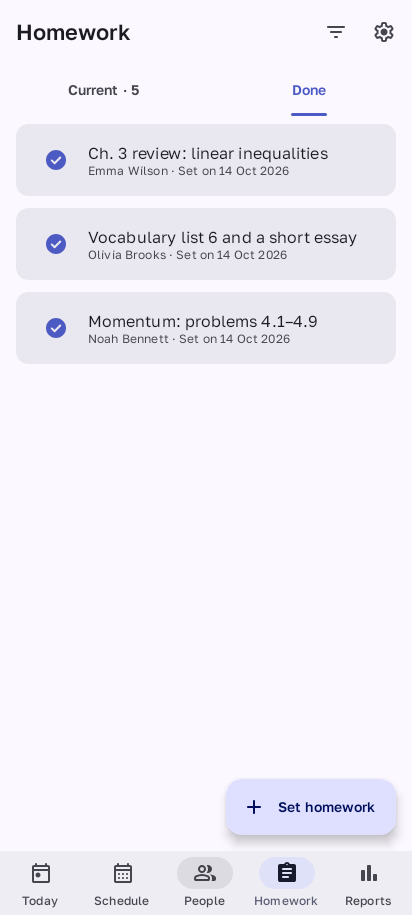 Homework
Current · 5
Done
Ch. 3 review: linear inequalities
Emma Wilson · Set on 14 Oct 2026
Vocabulary list 6 and a short essay
Olivia Brooks · Set on 14 Oct 2026
Momentum: problems 4.1–4.9
Noah Bennett · Set on 14 Oct 2026
Set homework
Today
Schedule
People
Homework
Reports